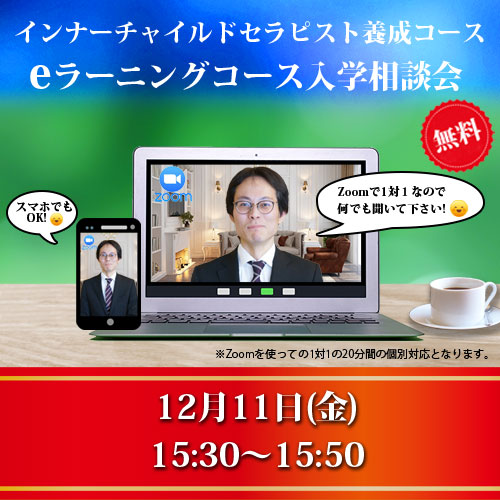 インナーチャイルドセラピスト養成コース
eラーニングコース入学相談会
無料
zoom
Zoomで1対1なので
何でも聞いて下さい!
スマホでも
OK!
※Zoomを使っての1対1の20分間の個別対応となります。
12月11日(金)
15:30〜15:50